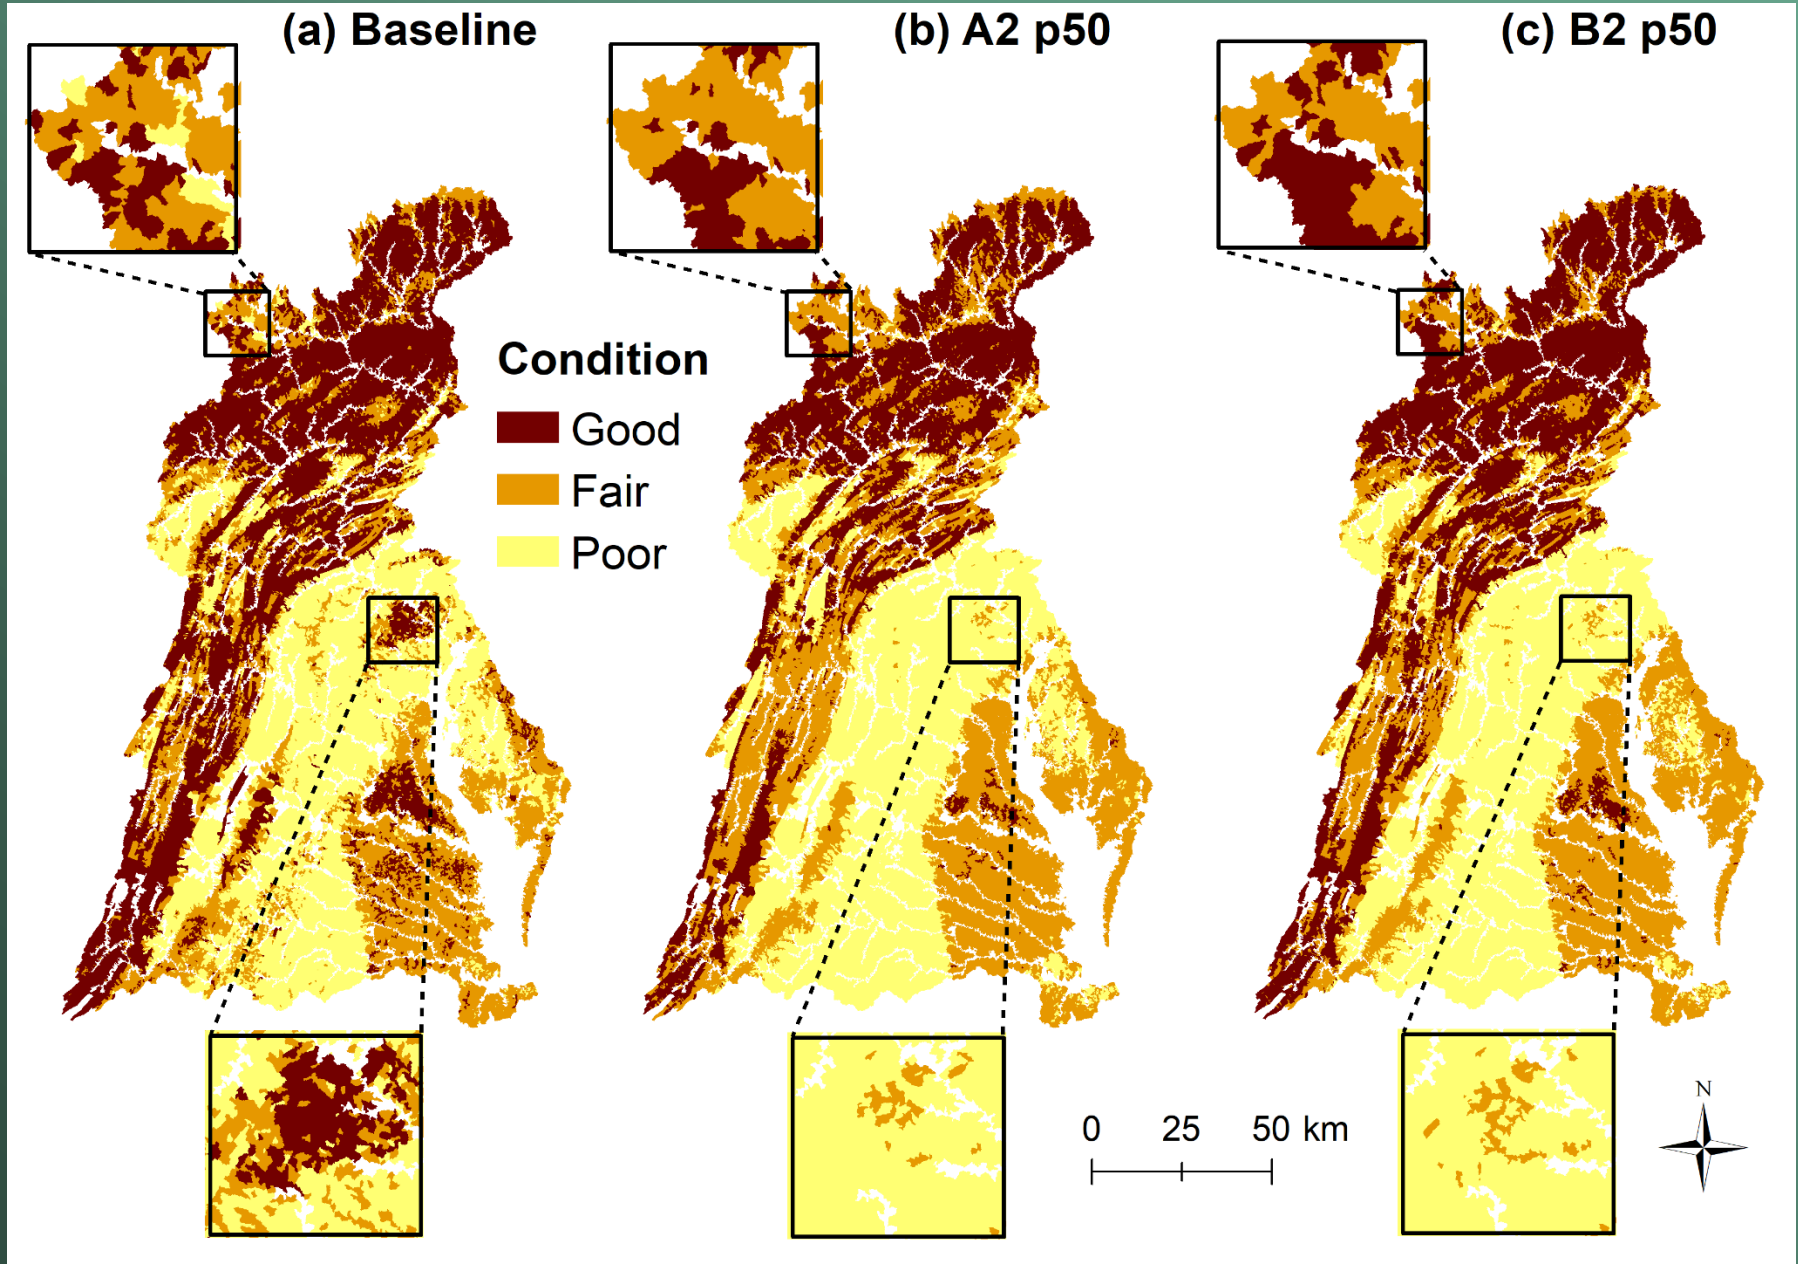 (a) Baseline
(b) A2 p50
(c) B2 p50
Condition
Good
Fair
Poor
0 25 50 km
N